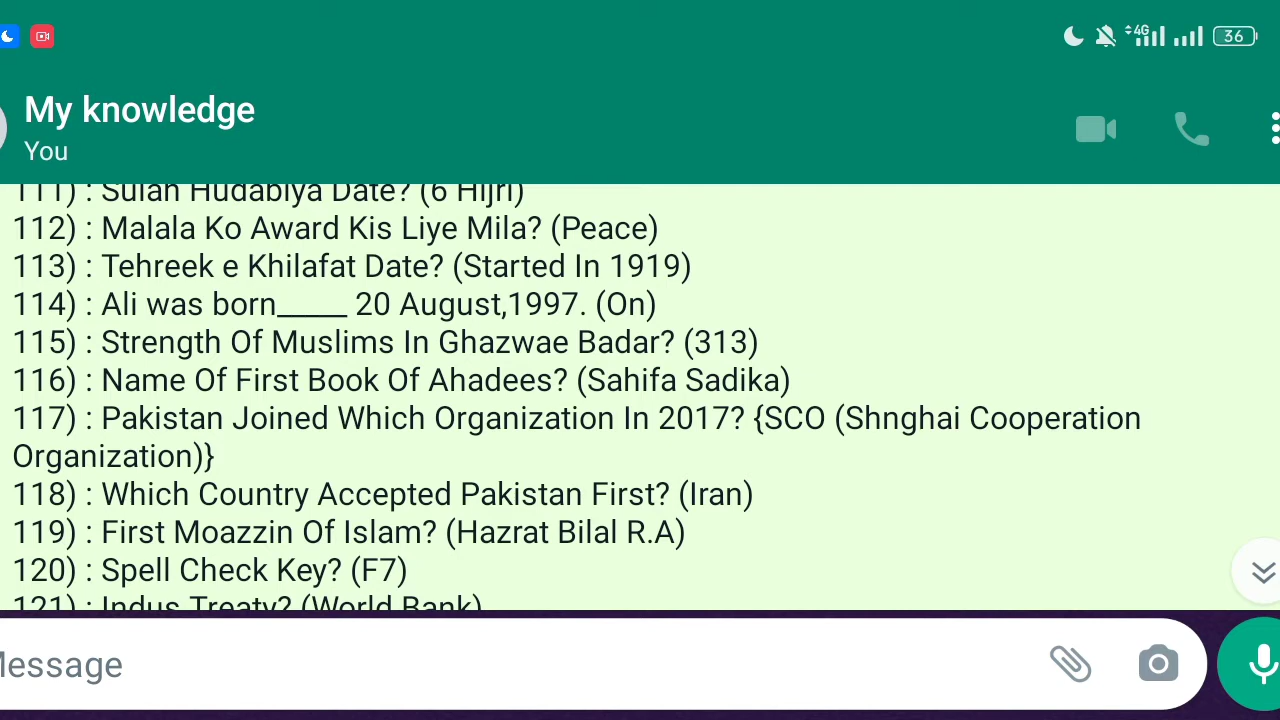 4G
36
My knowledge
You
111) : Sulah Hudabiya Date? (6 Hijri)
112) : Malala Ko Award Kis Liye Mila? (Peace)
113) : Tehreek e Khilafat Date? (Started In 1919)
114) : Ali was born_____ 20 August,1997. (On)
115) : Strength Of Muslims In Ghazwae Badar? (313)
116) : Name Of First Book Of Ahadees? (Sahifa Sadika)
117) : Pakistan Joined Which Organization In 2017? {SCO (Shnghai Cooperation
Organization)}
118) : Which Country Accepted Pakistan First? (Iran)
119) : First Moazzin Of Islam? (Hazrat Bilal R.A)
120) : Spell Check Key? (F7)
121) : Indus Treaty? (World Bank)
Message